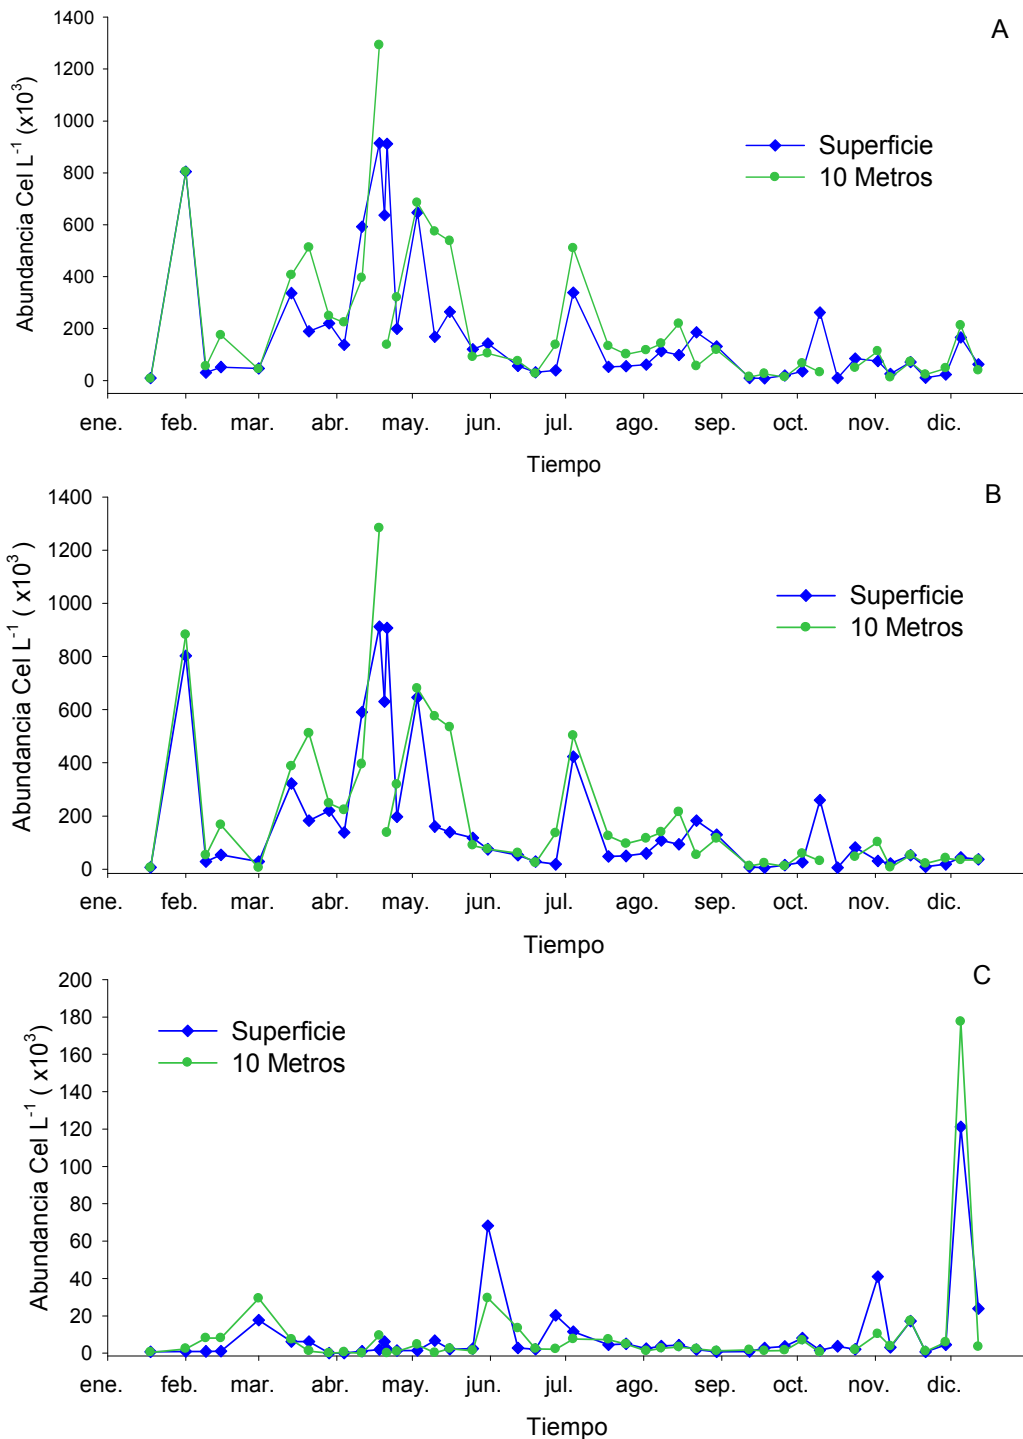 A
Abundancia Cel L-1 (x103)
1400
1200
1000
800
600
400
200
0
Superficie
10 Metros
ene. feb. mar. abr. may. jun. jul. ago. sep. oct. nov. dic.
Tiempo
B
Abundancia Cel L-1 ( x103 )
1400
1200
1000
800
600
400
200
0
Superficie
10 Metros
ene. feb. mar. abr. may. jun. jul. ago. sep. oct. nov. dic.
Tiempo
C
Abundancia Cel L-1 ( x103)
200
180
160
140
120
100
80
60
40
20
0
Superficie
10 Metros
ene. feb. mar. abr. may. jun. jul. ago. sep. oct. nov. dic.
Tiempo